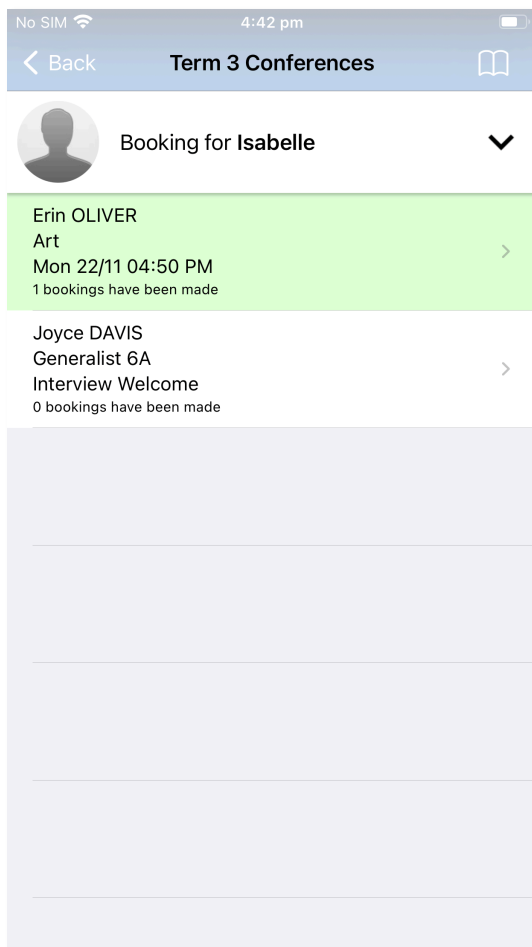 No SIM 4:42 pm
Back Term 3 Conferences
Booking for Isabelle
Erin OLIVER
Art
Mon 22/11 04:50 PM
1 bookings have been made
Joyce DAVIS
Generalist 6A
Interview Welcome
0 bookings have been made